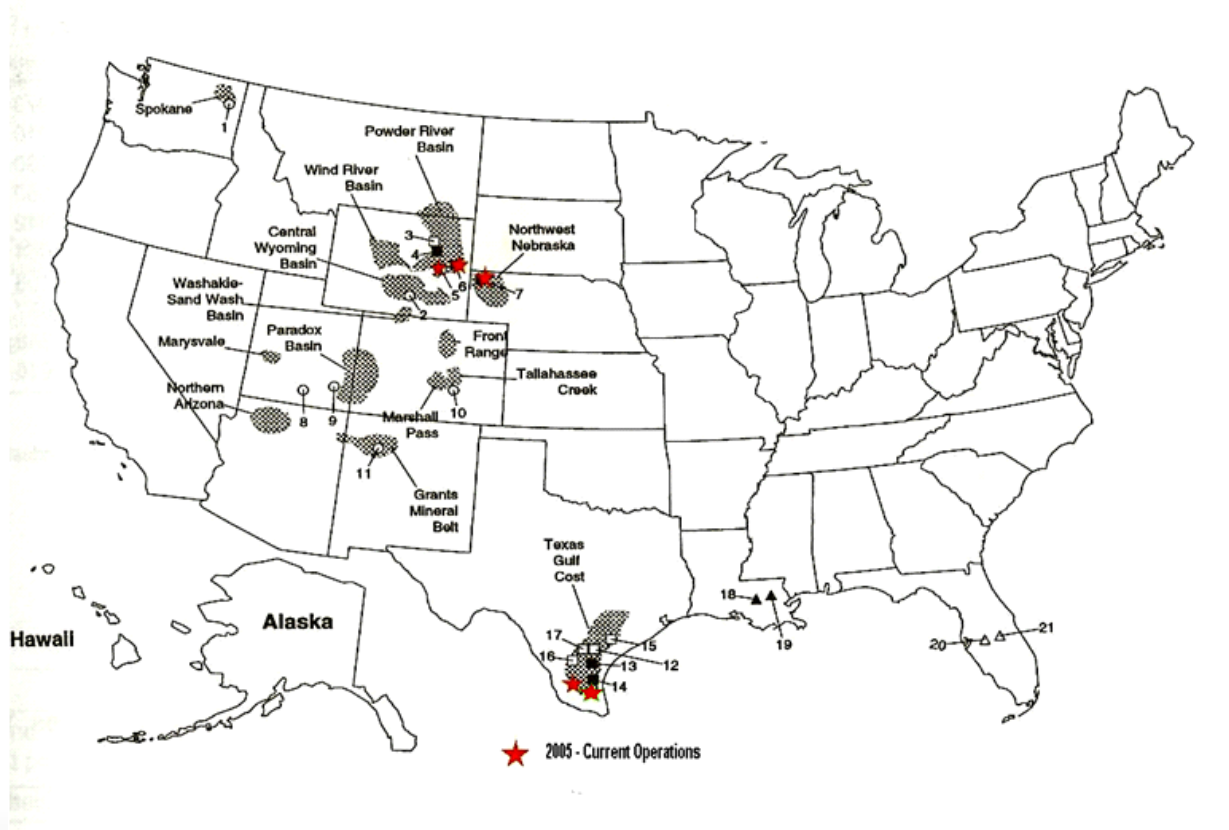 Spokane
1
Powder River
Basin
Wind River
Basin
Central
Wyoming
Basin
Northwest
Nebraska
3
4
5
6
7
2
Washakie-
Sand Wash
Basin
Marysvale
Paradox
Basin
Front
Range
Tallahassee
Creek
Northern
Arizona
8
9
10
Marshall
Pass
11
Grants
Mineral
Belt
Texas
Gulf
Cost
Alaska
Hawaii
17
15
16
12
13
14
18
19
20
21
2005 - Current Operations